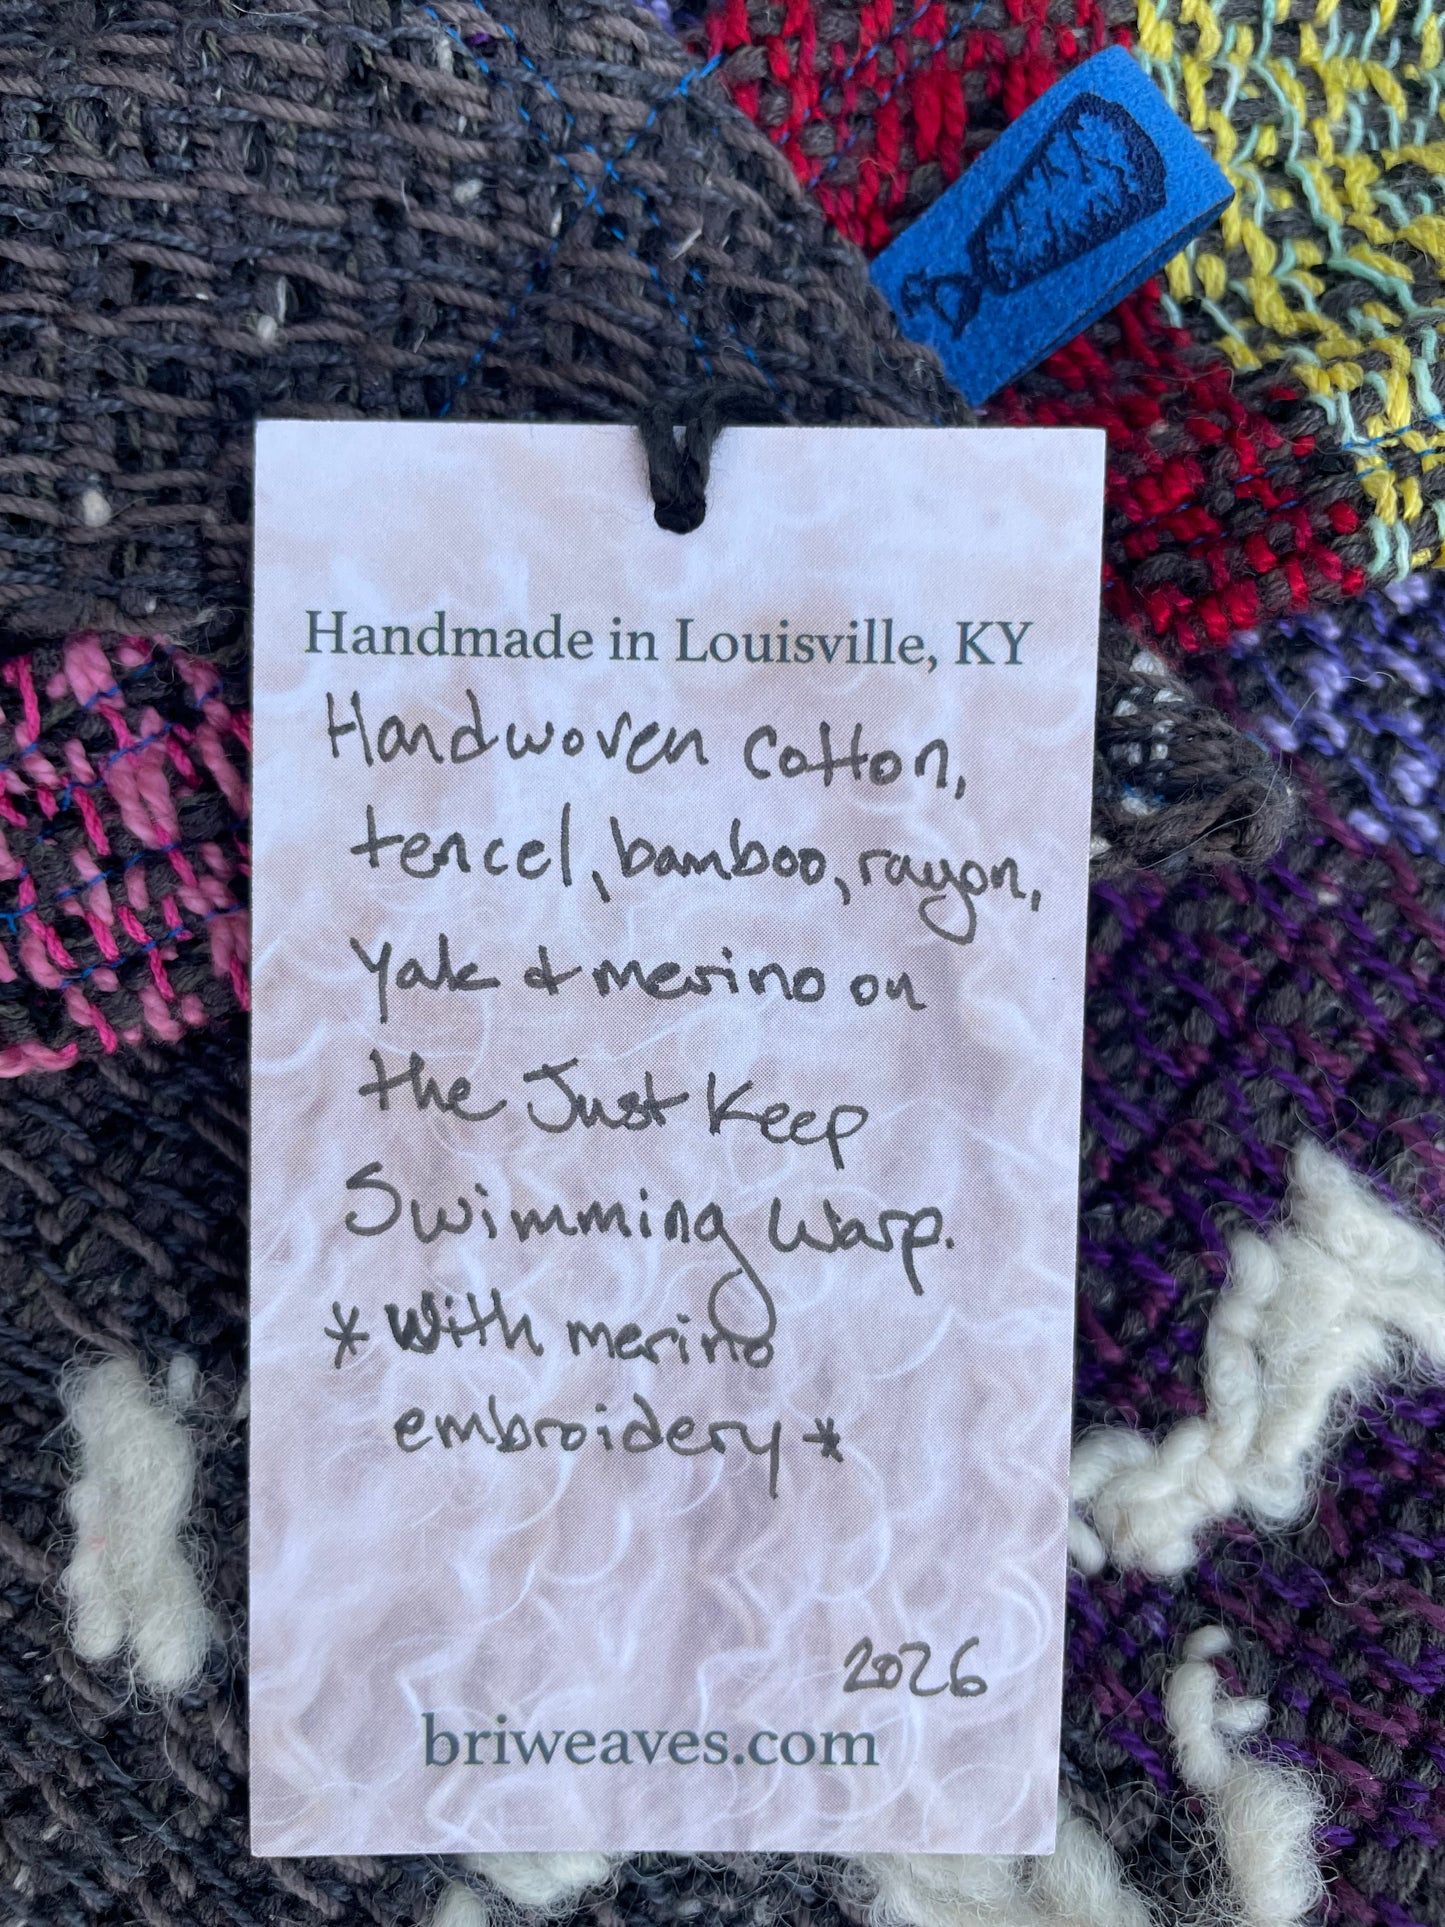 Handmade in Louisville, KY
Handwoven cotton,
tencel, bamboo, rayon,
yak & merino on
the Just Keep
Swimming Warp.
*With merino
embroidery*
2026
briweaves.com